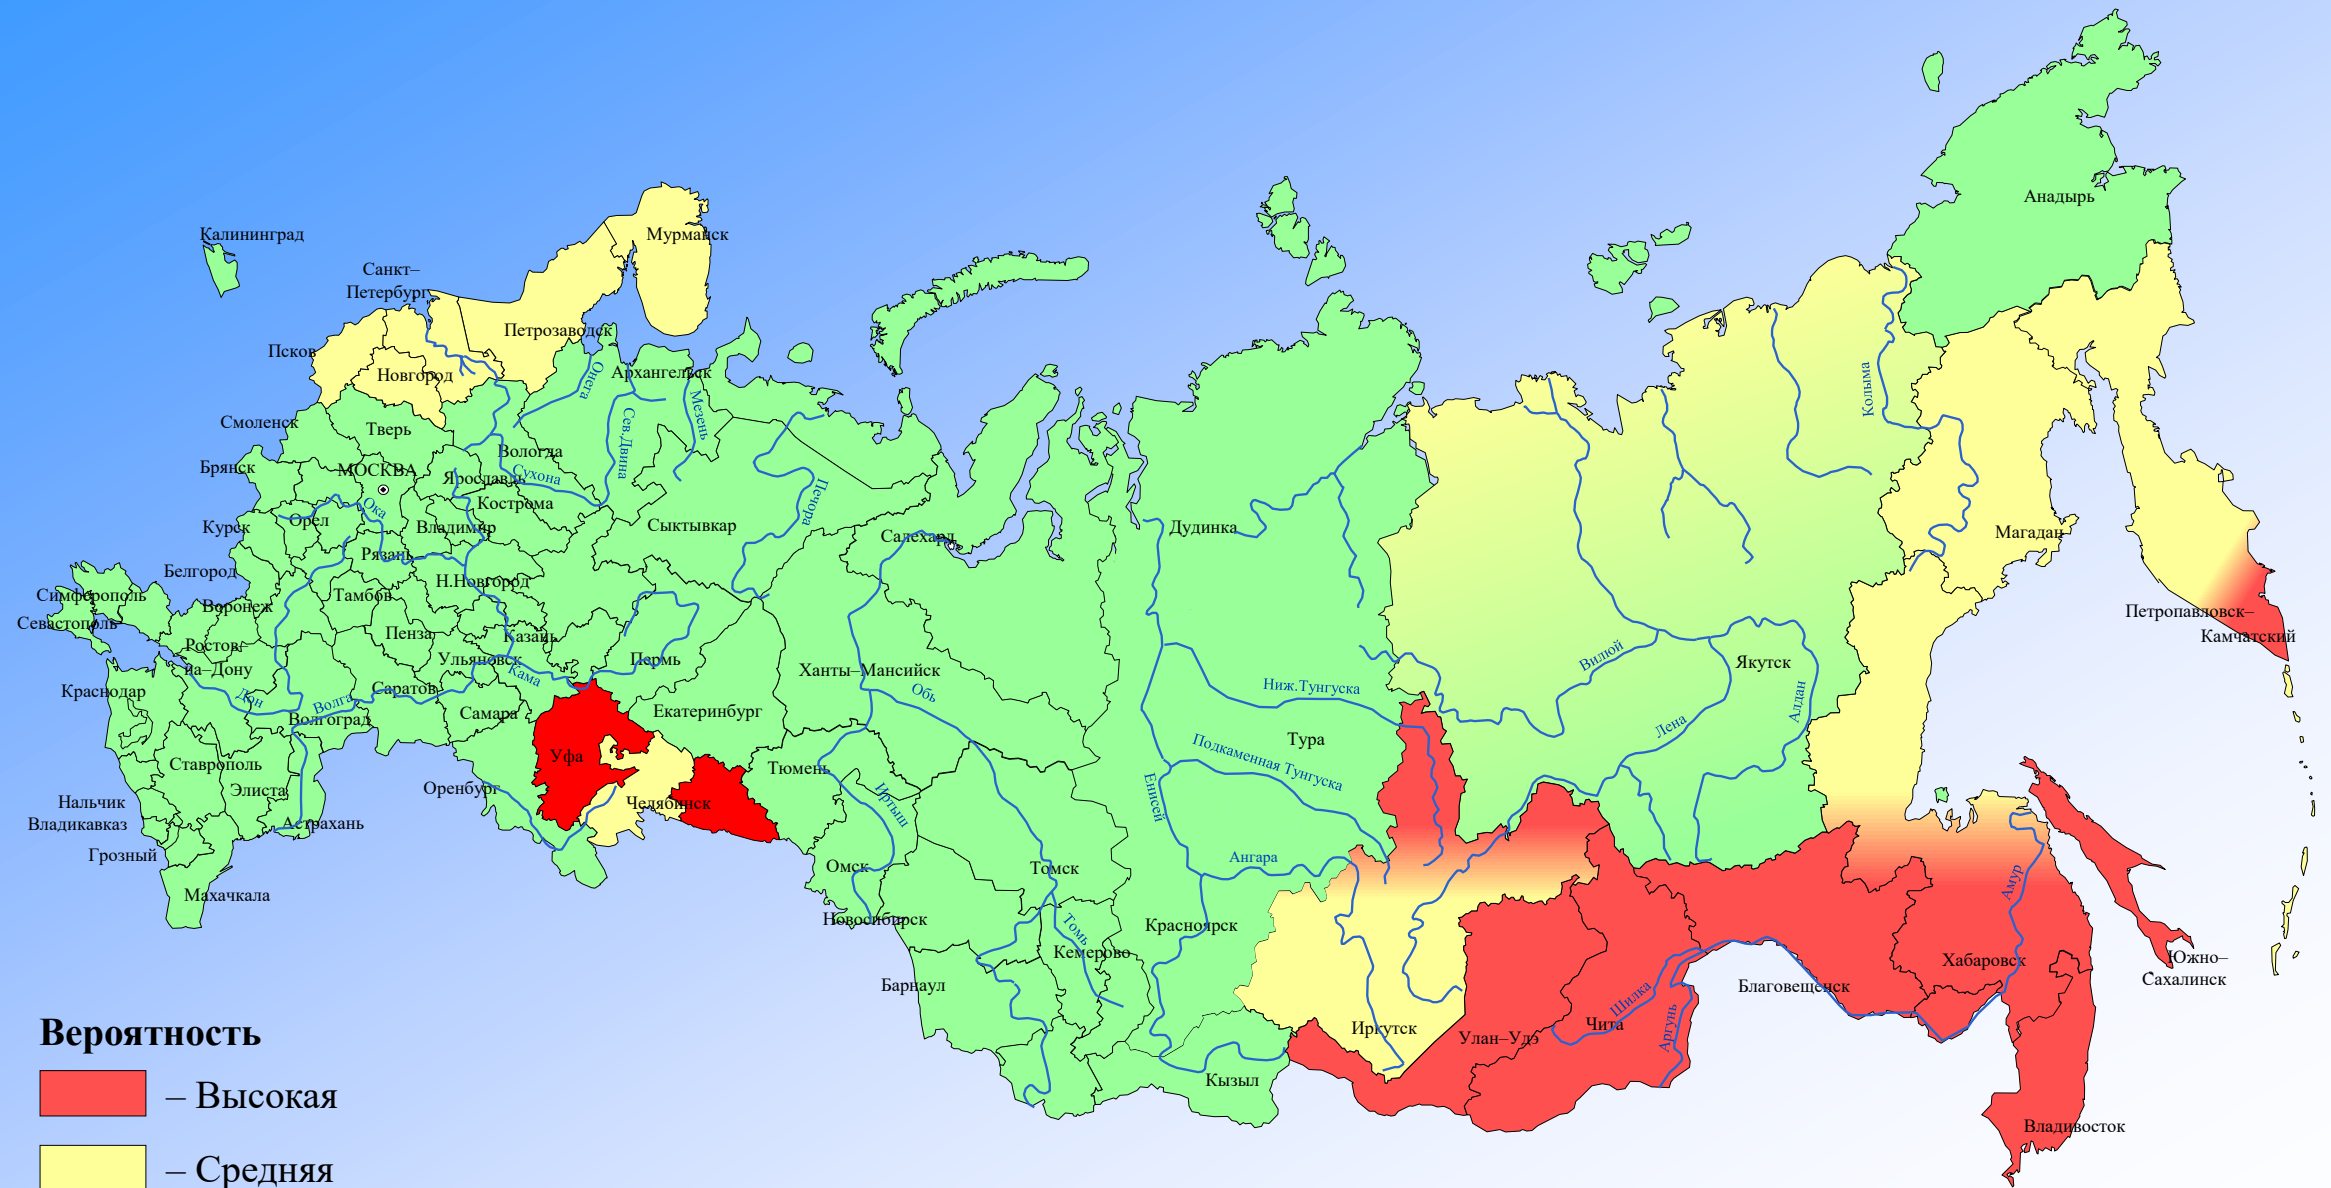 Анадырь
Калининград
Мурманск
Санкт–
Петербург
Петрозаводск
Псков
Новгород
Архангельск
Онега
Мезень
Колыма
Смоленск
Тверь
Сев.Двина
Вологда
Брянск
МОСКВА
Ярославль
Сухона
Кострома
Печора
Ока
Курск
Орел
Владимир
Сыктывкар
Салехард
Дудинка
Магадан
Рязань
Белгород
Н.Новгород
Симферополь
Воронеж
Тамбов
Петропавловск–
Камчатский
Севастополь
Пенза
Казань
Ростов–
на–Дону
Ульяновск
Пермь
Вилюй
Якутск
Ханты–Мансийск
Кама
Краснодар
Дон
Волга
Саратов
Обь
Ниж.Тунгуска
Алдан
Волгоград
Самара
Екатеринбург
Лена
Тура
Подкаменная Тунгуска
Уфа
Ставрополь
Тюмень
Элиста
Оренбург
Енисей
Иртыш
Нальчик
Челябинск
Владикавказ
Астрахань
Грозный
Ангара
Омск
Томск
Амур
Махачкала
Новосибирск
Томь
Красноярск
Кемерово
Хабаровск
Южно–
Сахалинск
Барнаул
Благовещенск
Шилка
Иркутск
Улан–Удэ
Чита
Аргунь
Кызыл
Владивосток
Вероятность
– Высокая
– Средняя